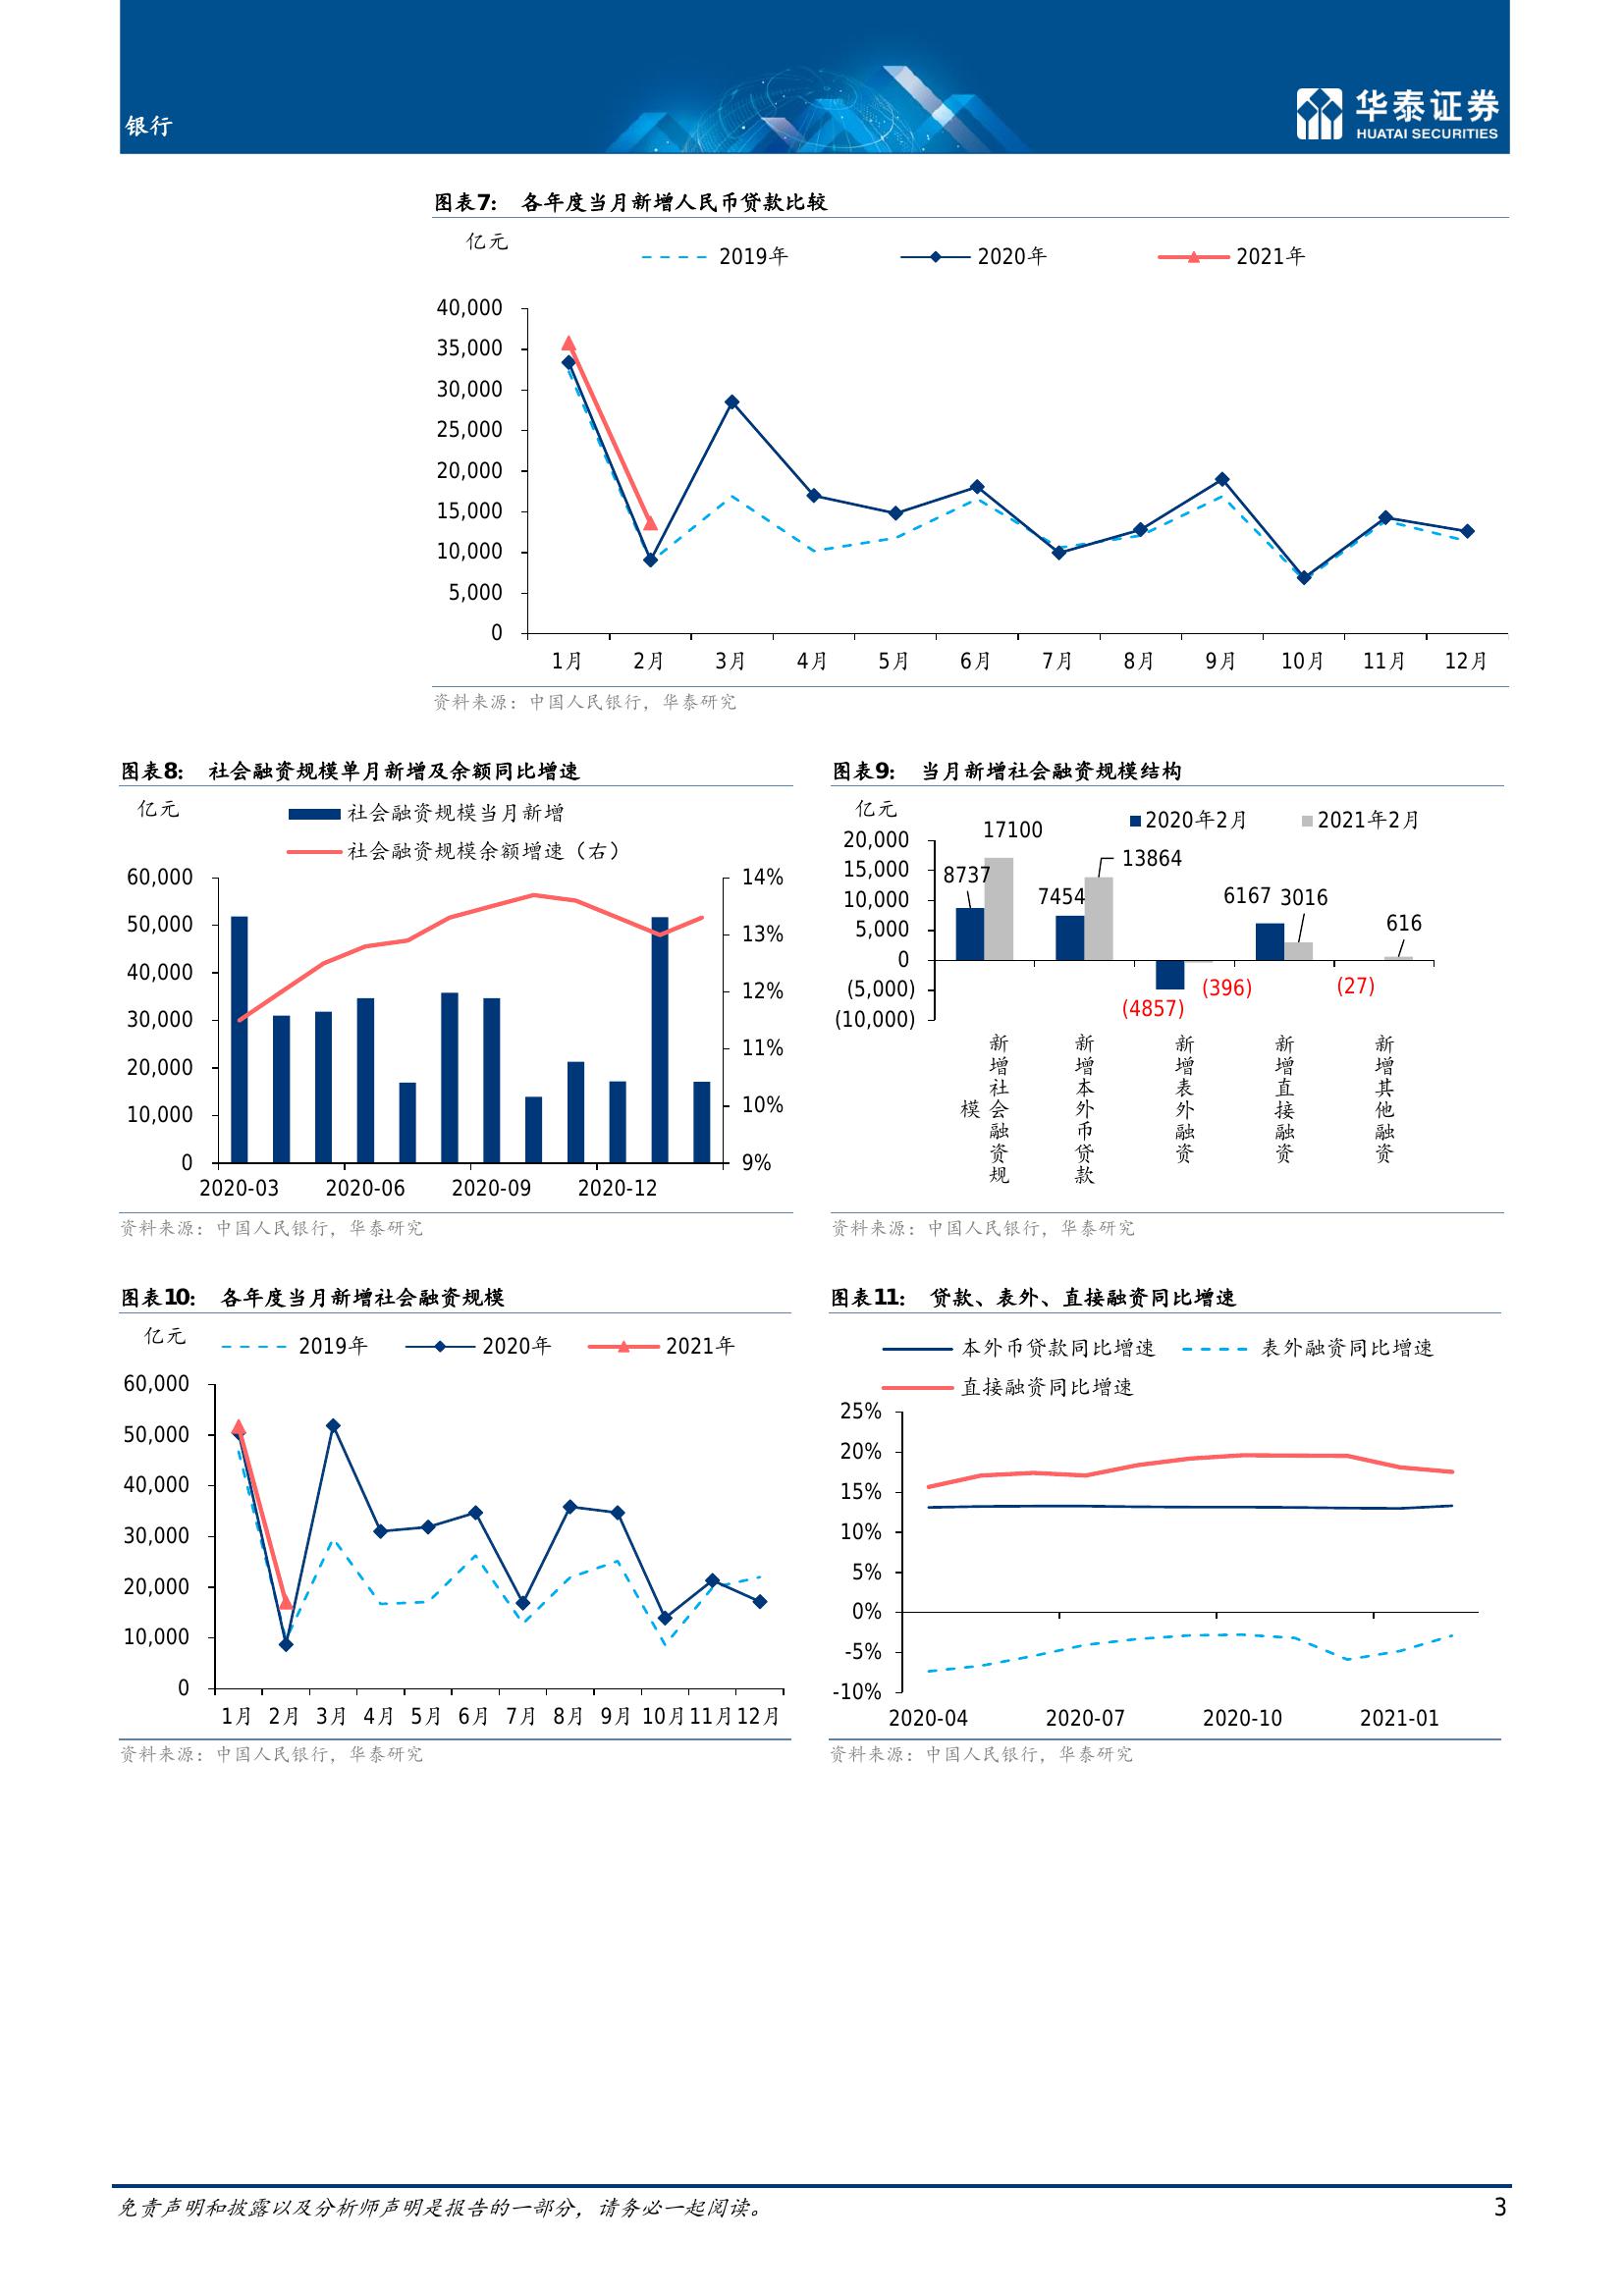 银行
华泰证券
HUATAI SECURITIES
图表7: 各年度当月新增人民币贷款比较
亿元
2019年 2020年 2021年
40,000
35,000
30,000
25,000
20,000
15,000
10,000
5,000
0
1月 2月 3月 4月 5月 6月 7月 8月 9月 10月 11月 12月
资料来源：中国人民银行，华泰研究
图表8: 社会融资规模单月新增及余额同比增速
亿元
社会融资规模当月新增
社会融资规模余额增速（右）
60,000 14%
50,000 13%
40,000 12%
30,000 11%
20,000 10%
10,000 9%
0
2020-03 2020-06 2020-09 2020-12
资料来源：中国人民银行，华泰研究
图表9: 当月新增社会融资规模结构
亿元
2020年2月 2021年2月
20,000
15,000
10,000
5,000
0
(5,000)
(10,000)
8737 17100
7454 13864
(4857) (396)
6167 3016
(27) 616
新增社会融资规模
新增本外币贷款
新增表外融资
新增直接融资
新增其他融资
资料来源：中国人民银行，华泰研究
图表10: 各年度当月新增社会融资规模
亿元
2019年 2020年 2021年
60,000
50,000
40,000
30,000
20,000
10,000
0
1月 2月 3月 4月 5月 6月 7月 8月 9月 10月 11月 12月
资料来源：中国人民银行，华泰研究
图表11: 贷款、表外、直接融资同比增速
本外币贷款同比增速 表外融资同比增速
直接融资同比增速
25%
20%
15%
10%
5%
0%
-5%
-10%
2020-04 2020-07 2020-10 2021-01
资料来源：中国人民银行，华泰研究
免责声明和披露以及分析师声明是报告的一部分，请务必一起阅读。
3